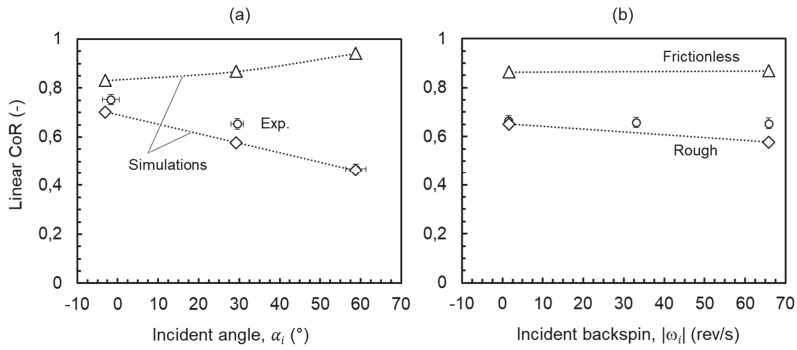 (a)
(b)
Linear CoR (-)
1
0,8
0,6
0,4
0,2
0
-10 0 10 20 30 40 50 60 70
Incident angle, αᵢ (°)
Exp.
Simulations
1
0,8
0,6
0,4
0,2
0
-10 0 10 20 30 40 50 60 70
Incident backspin, |ωᵢ| (rev/s)
Frictionless
Rough